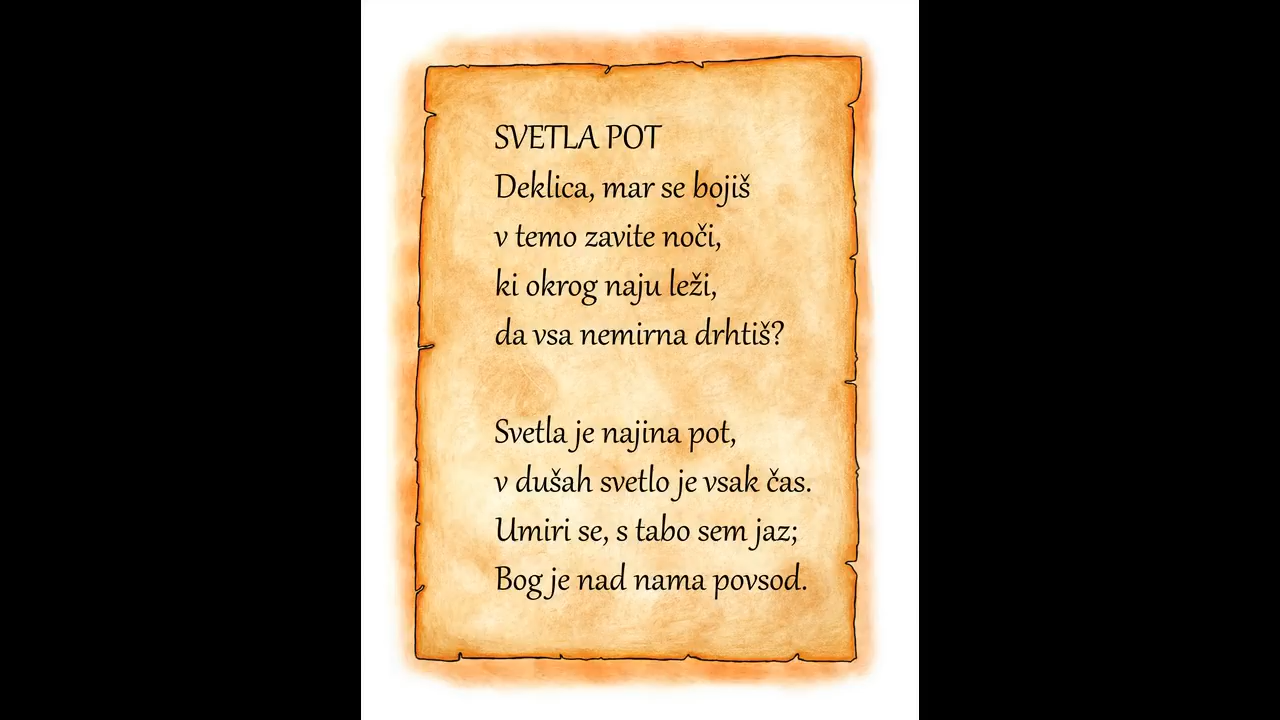 SVETLA POT
Deklica, mar se bojiš
v temo zavite noči,
ki okrog naju leži,
da vsa nemirna drhtiš?
Svetla je najina pot,
v dušah svetlo je vsak čas.
Umiri se, s tabo sem jaz;
Bog je nad nama povsod.